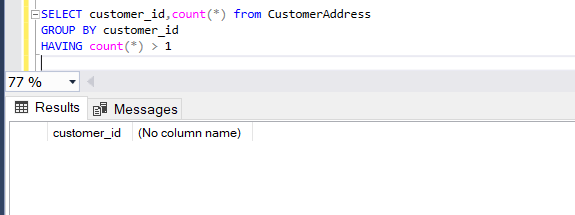 SELECT customer_id,count(*) from CustomerAddress
GROUP BY customer_id
HAVING count(*) > 1
77 %
Results Messages
customer_id (No column name)